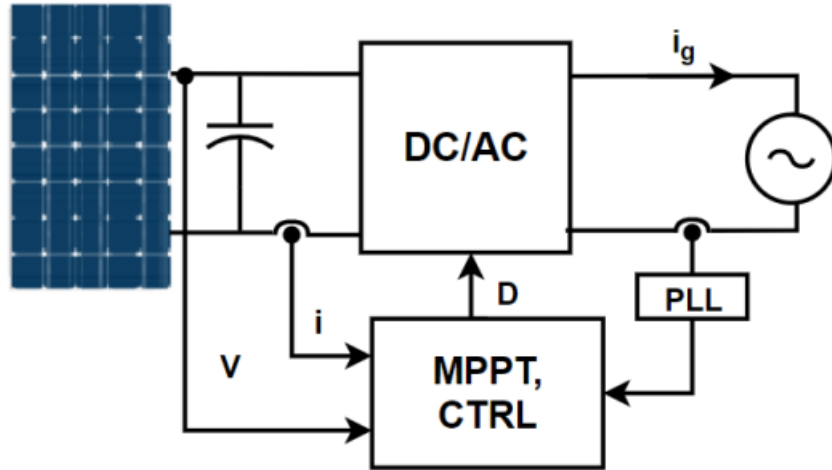 i_g
DC/AC
D
PLL
i
V
MPPT,
CTRL